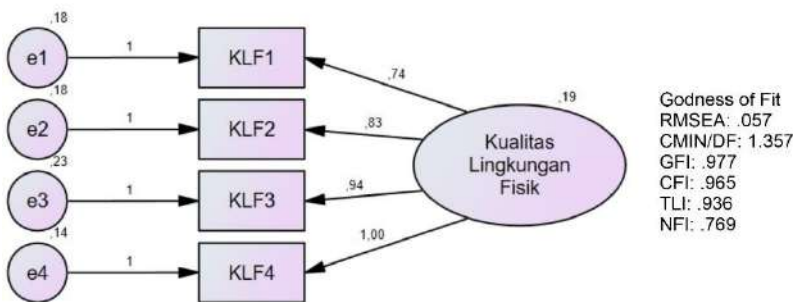 ,18
e1
1
KLF1
,74
,18
e2
1
KLF2
,83
,19
Kualitas
Lingkungan
Fisik
,23
e3
1
KLF3
,94
,14
e4
1
KLF4
1,00
Godness of Fit
RMSEA: .057
CMIN/DF: 1.357
GFI: .977
CFI: .965
TLI: .936
NFI: .769